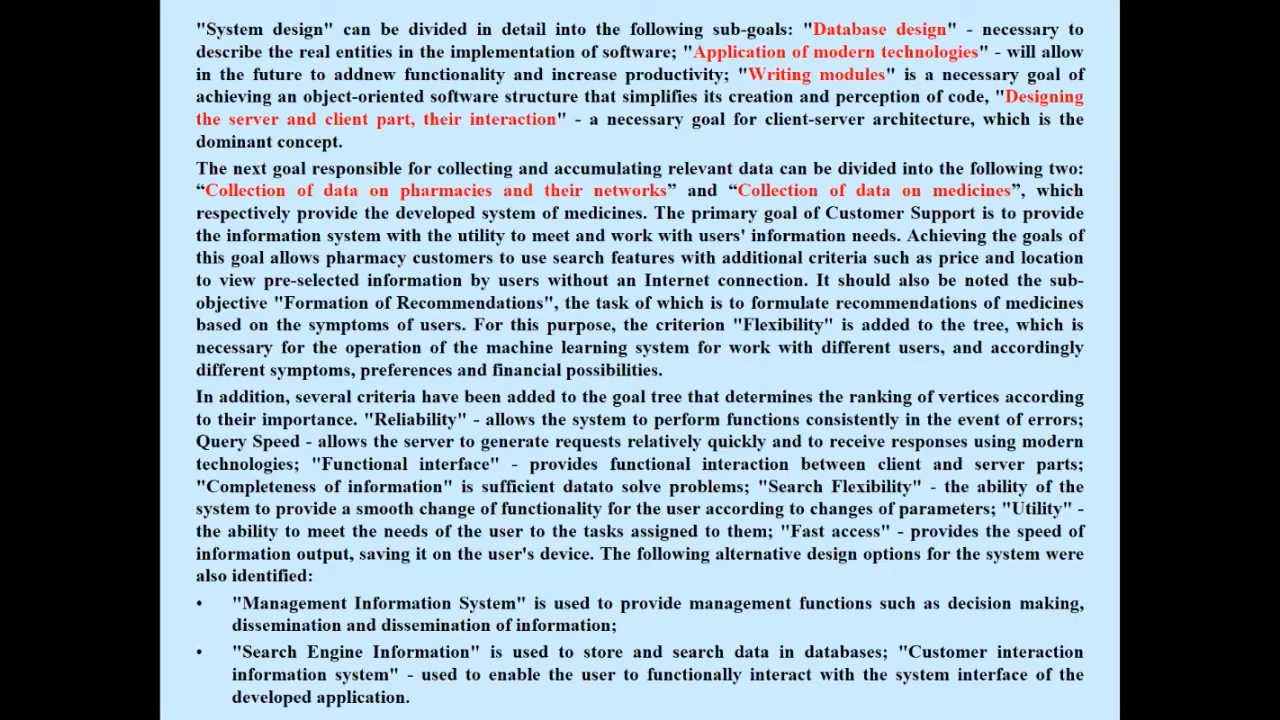 "System design" can be divided in detail into the following sub-goals: "Database design" - necessary to
describe the real entities in the implementation of software; "Application of modern technologies" - will allow
in the future to addnew functionality and increase productivity; "Writing modules" is a necessary goal of
achieving an object-oriented software structure that simplifies its creation and perception of code, "Designing
the server and client part, their interaction" - a necessary goal for client-server architecture, which is the
dominant concept.
The next goal responsible for collecting and accumulating relevant data can be divided into the following two:
“Collection of data on pharmacies and their networks” and “Collection of data on medicines”, which
respectively provide the developed system of medicines. The primary goal of Customer Support is to provide
the information system with the utility to meet and work with users' information needs. Achieving the goals of
this goal allows pharmacy customers to use search features with additional criteria such as price and location
to view pre-selected information by users without an Internet connection. It should also be noted the sub-
objective "Formation of Recommendations", the task of which is to formulate recommendations of medicines
based on the symptoms of users. For this purpose, the criterion "Flexibility" is added to the tree, which is
necessary for the operation of the machine learning system for work with different users, and accordingly
different symptoms, preferences and financial possibilities.
In addition, several criteria have been added to the goal tree that determines the ranking of vertices according
to their importance. "Reliability" - allows the system to perform functions consistently in the event of errors;
Query Speed - allows the server to generate requests relatively quickly and to receive responses using modern
technologies; "Functional interface" - provides functional interaction between client and server parts;
"Completeness of information" is sufficient datato solve problems; "Search Flexibility" - the ability of the
system to provide a smooth change of functionality for the user according to changes of parameters; "Utility" -
the ability to meet the needs of the user to the tasks assigned to them; "Fast access" - provides the speed of
information output, saving it on the user's device. The following alternative design options for the system were
also identified:
• "Management Information System" is used to provide management functions such as decision making,
dissemination and dissemination of information;
• "Search Engine Information" is used to store and search data in databases; "Customer interaction
information system" - used to enable the user to functionally interact with the system interface of the
developed application.